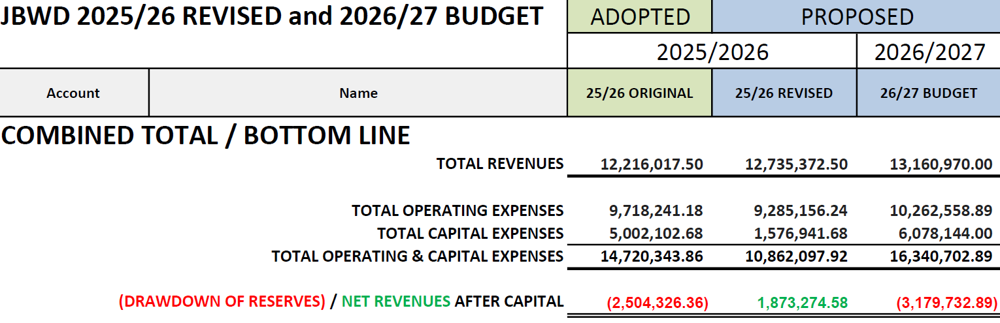 JBWD 2025/26 REVISED and 2026/27 BUDGET ADOPTED PROPOSED
2025/2026 2026/2027
Account Name 25/26 ORIGINAL 25/26 REVISED 26/27 BUDGET
COMBINED TOTAL / BOTTOM LINE
TOTAL REVENUES 12,216,017.50 12,735,372.50 13,160,970.00
TOTAL OPERATING EXPENSES 9,718,241.18 9,285,156.24 10,262,558.89
TOTAL CAPITAL EXPENSES 5,002,102.68 1,576,941.68 6,078,144.00
TOTAL OPERATING & CAPITAL EXPENSES 14,720,343.86 10,862,097.92 16,340,702.89
(DRAWDOWN OF RESERVES) / NET REVENUES AFTER CAPITAL (2,504,326.36) 1,873,274.58 (3,179,732.89)